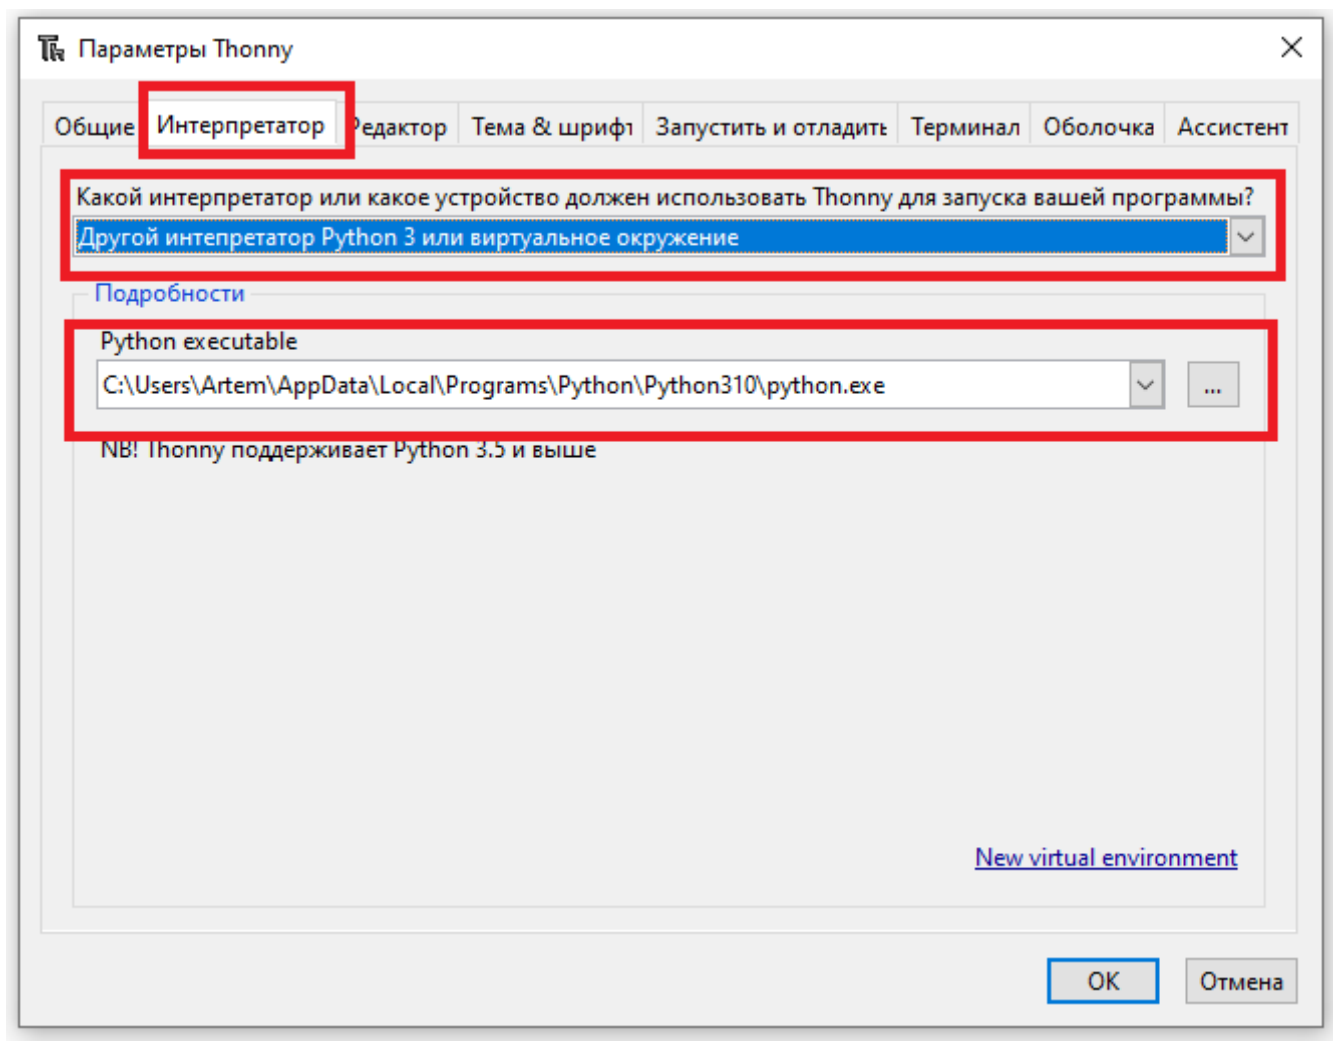 Параметры Thonny
Общие Интерпретатор Редактор Тема & шрифт Запустить и отладить Терминал Оболочка Ассистент
Какой интерпретатор или какое устройство должен использовать Thonny для запуска вашей программы?
Другой интепретатор Python 3 или виртуальное окружение
Подробности
Python executable
C:\Users\Artem\AppData\Local\Programs\Python\Python310\python.exe
...
NB! Thonny поддерживает Python 3.5 и выше
New virtual environment
OK Отмена